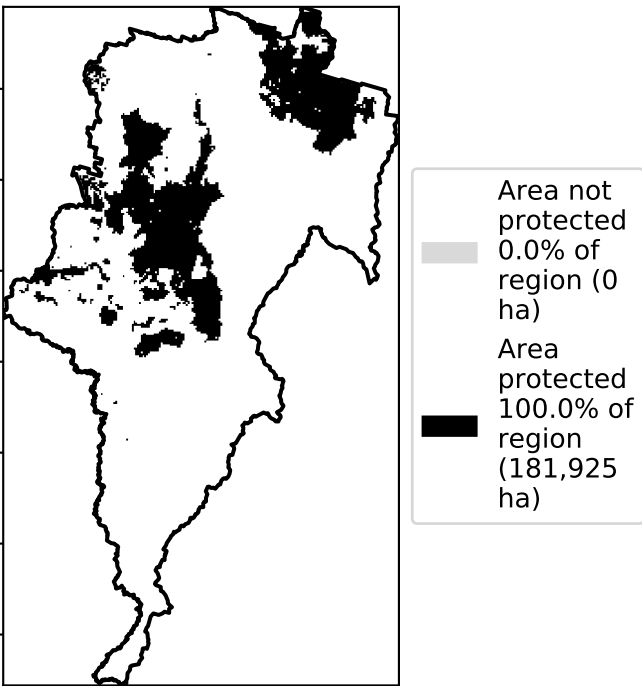 Area not
protected
0.0% of
region (0
ha)
Area
protected
100.0% of
region
(181,925
ha)